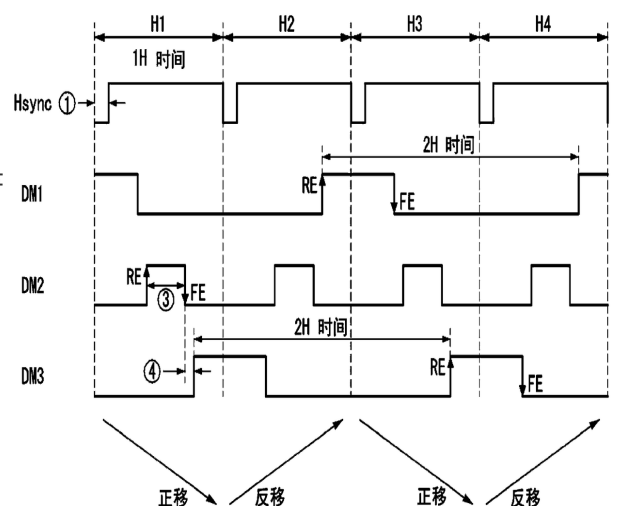 H1 H2 H3 H4
1H 时间
Hsync ①
2H 时间
DM1 RE FE
DM2 RE ③ FE
2H 时间
DM3 ④ RE FE
正移 反移 正移 反移